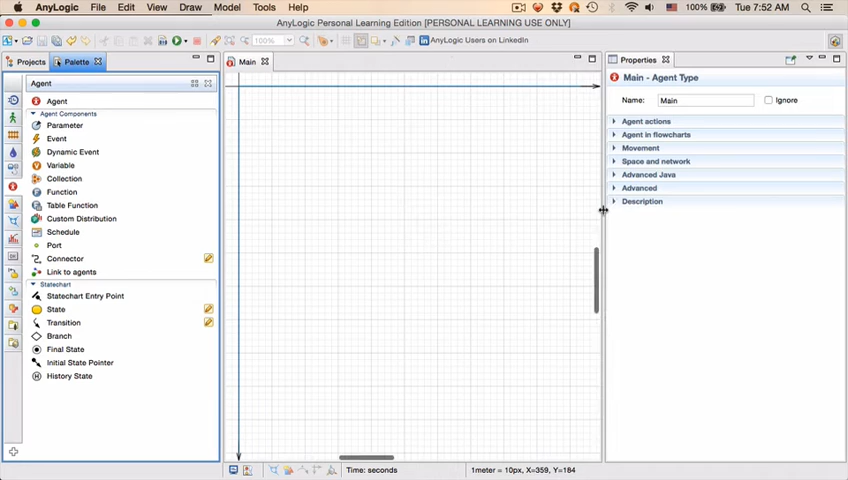 AnyLogic File Edit View Draw Model Tools Help 100% Tue 7:52 AM
AnyLogic Personal Learning Edition [PERSONAL LEARNING USE ONLY]
100% AnyLogic Users on LinkedIn
Projects Palette
Agent
Agent
Agent Components
Parameter
Event
Dynamic Event
Variable
Collection
Function
Table Function
Custom Distribution
Schedule
Port
Connector
Link to agents
Statechart
Statechart Entry Point
State
Transition
Branch
Final State
Initial State Pointer
History State
Main
Time: seconds
1meter = 10px, X=359, Y=184
Properties
Main - Agent Type
Name: Main Ignore
Agent actions
Agent in flowcharts
Movement
Space and network
Advanced Java
Advanced
Description